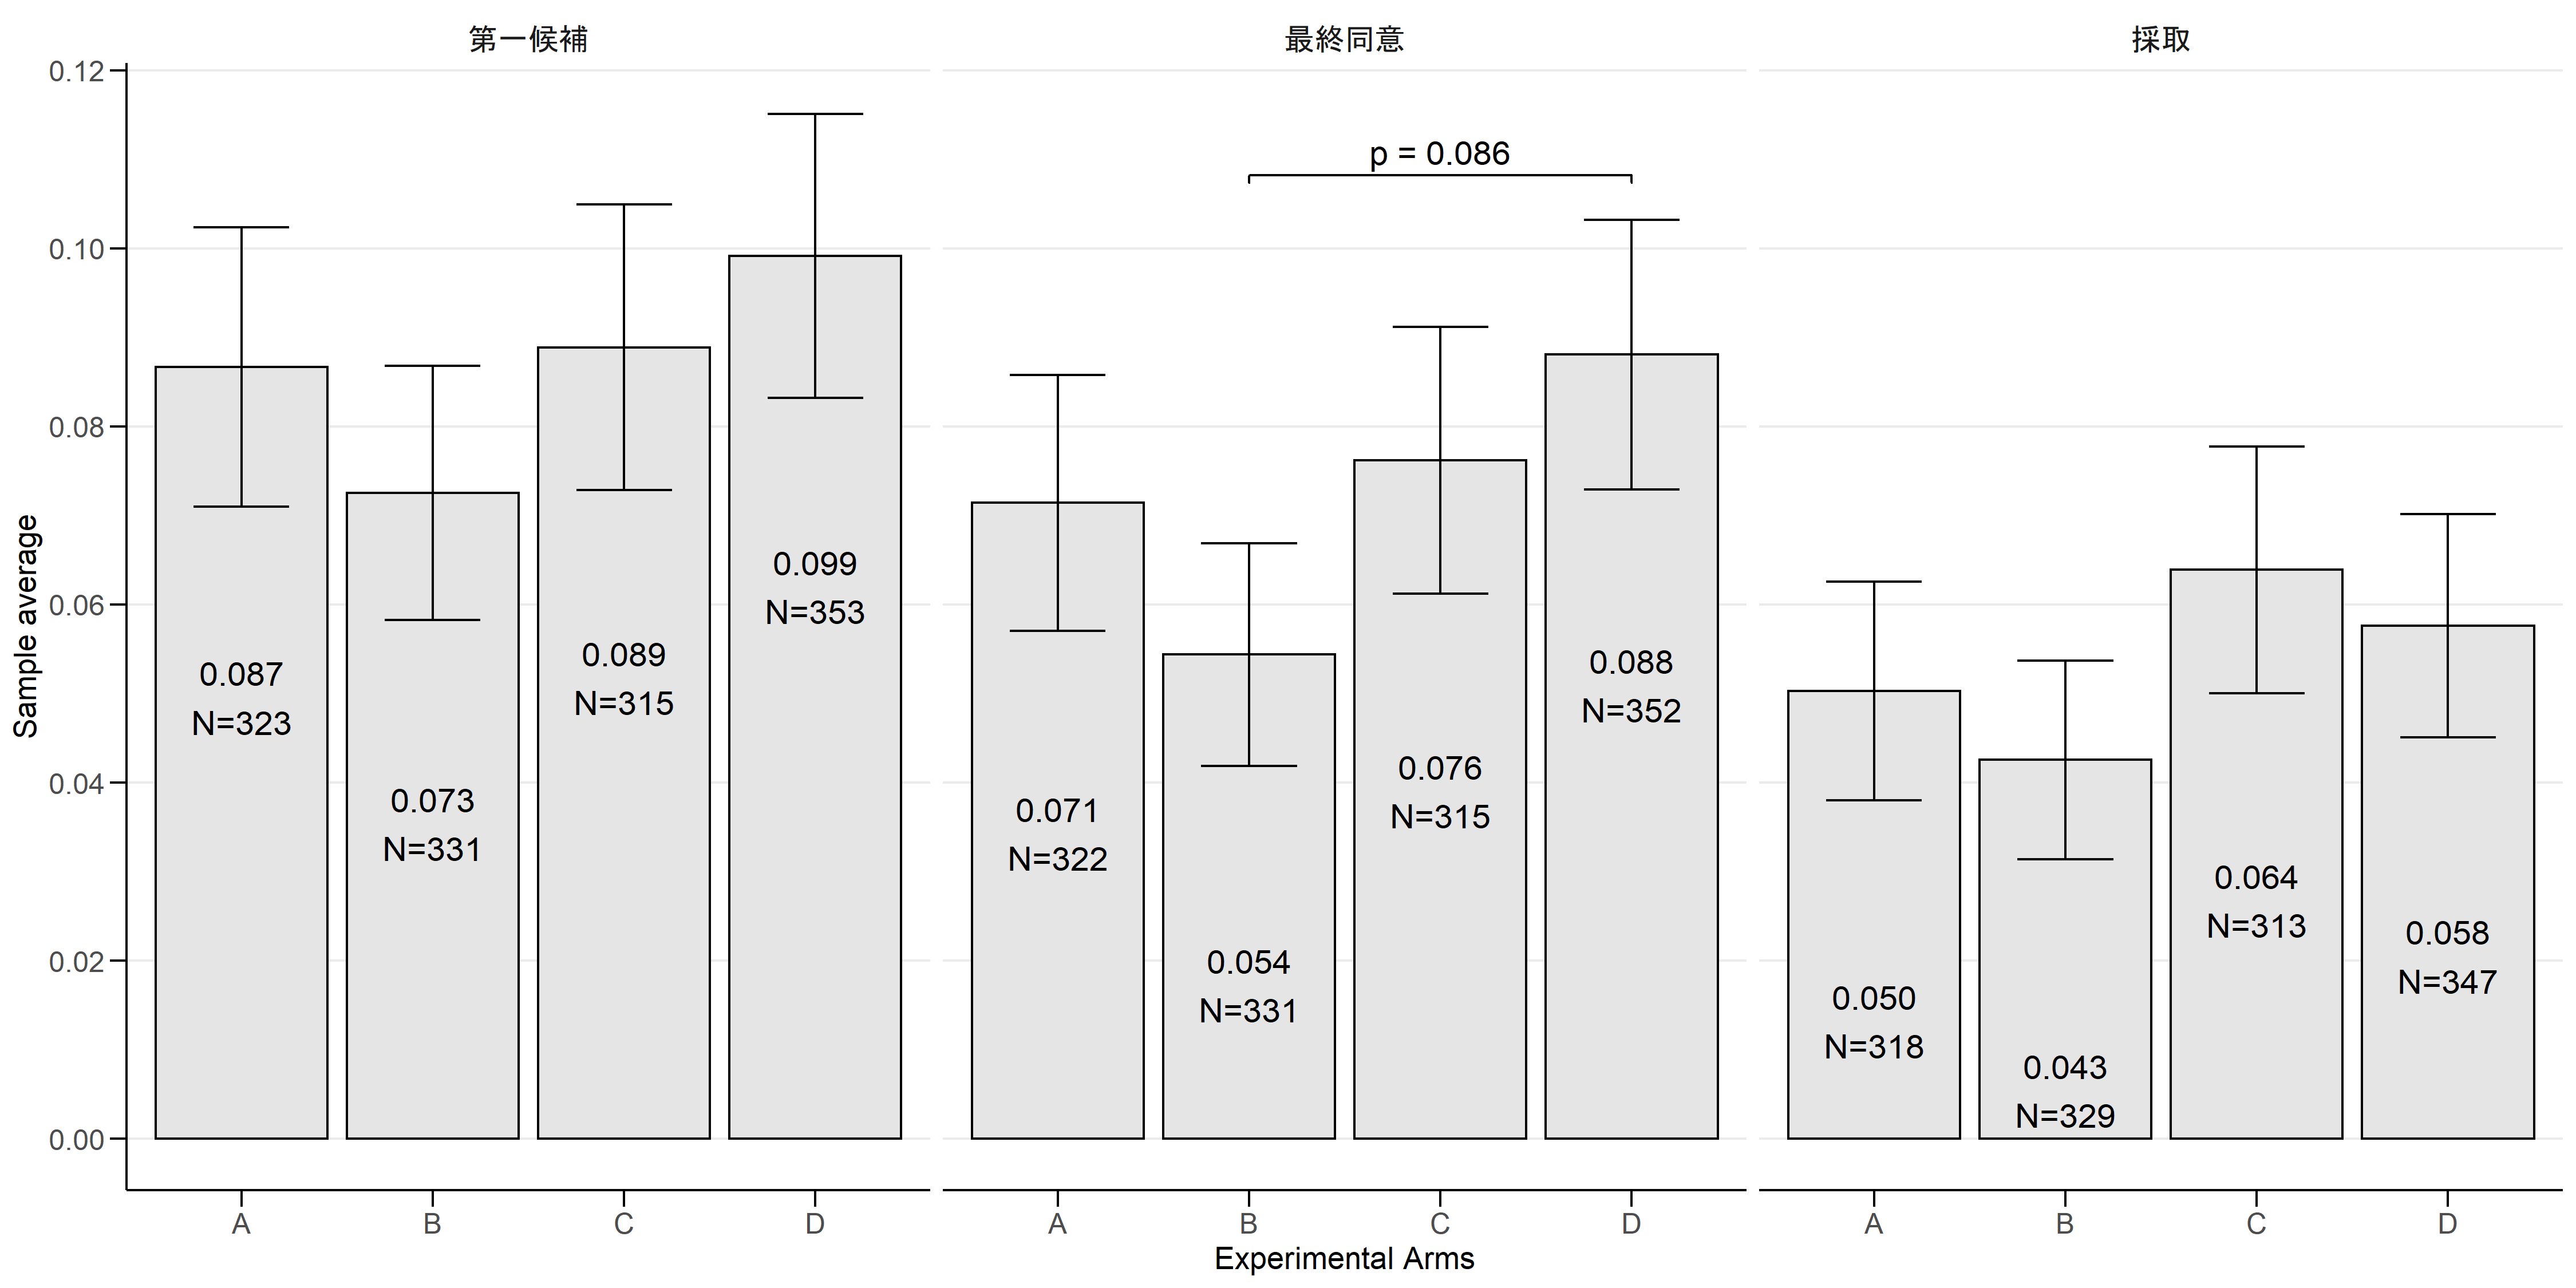 第一候補
最終同意
採取
0.12
0.10
0.08
0.06
0.04
0.02
0.00
Sample average
0.087
N=323
0.073
N=331
0.089
N=315
0.099
N=353
p = 0.086
0.071
N=322
0.054
N=331
0.076
N=315
0.088
N=352
0.050
N=318
0.043
N=329
0.064
N=313
0.058
N=347
A B C D
A B C D
A B C D
Experimental Arms